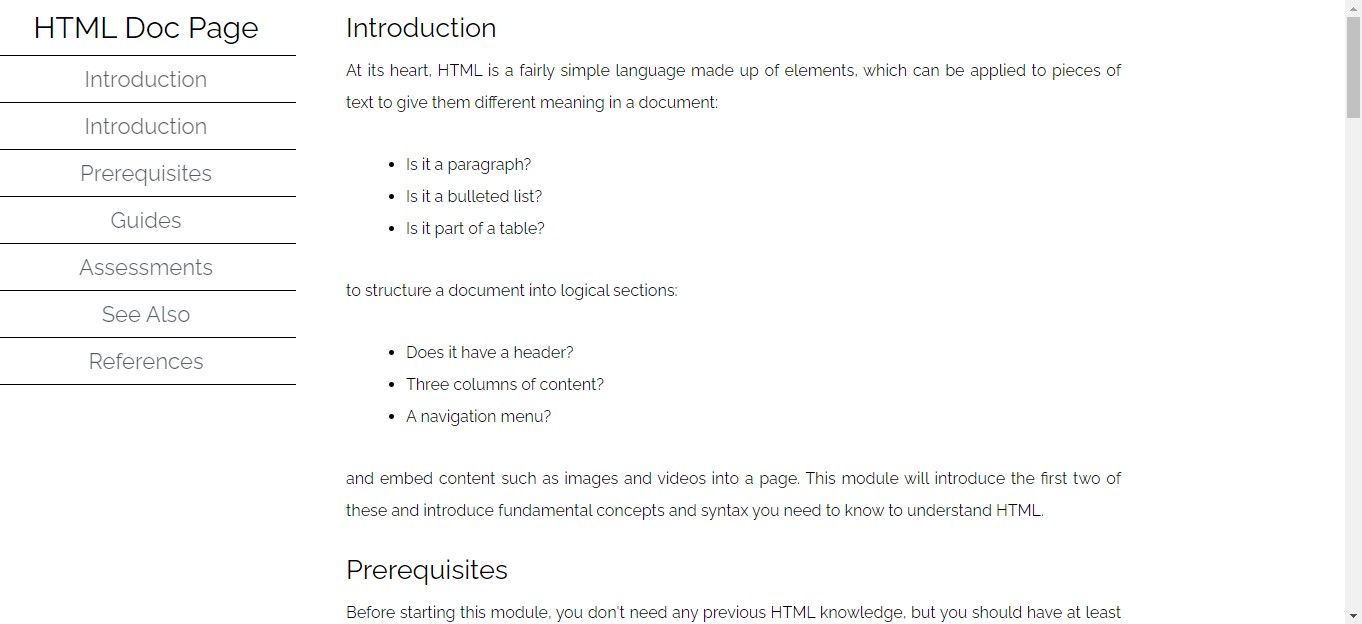 HTML Doc Page
Introduction
Introduction
Prerequisites
Guides
Assessments
See Also
References
Introduction
At its heart, HTML is a fairly simple language made up of elements, which can be applied to pieces of
text to give them different meaning in a document:
• Is it a paragraph?
• Is it a bulleted list?
• Is it part of a table?
to structure a document into logical sections:
• Does it have a header?
• Three columns of content?
• A navigation menu?
and embed content such as images and videos into a page. This module will introduce the first two of
these and introduce fundamental concepts and syntax you need to know to understand HTML.
Prerequisites
Before starting this module, you don't need any previous HTML knowledge, but you should have at least